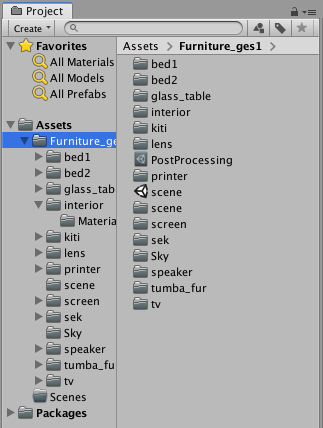 Project
Create
Favorites
All Materials
All Models
All Prefabs
Assets
Furniture_ge
bed1
bed2
glass_tab
interior
Materia
kiti
lens
printer
scene
screen
sek
Sky
speaker
tumba_fu
tv
Scenes
Packages
Assets
Furniture_ges1
bed1
bed2
glass_table
interior
kiti
lens
PostProcessing
printer
scene
scene
screen
sek
Sky
speaker
tumba_fur
tv